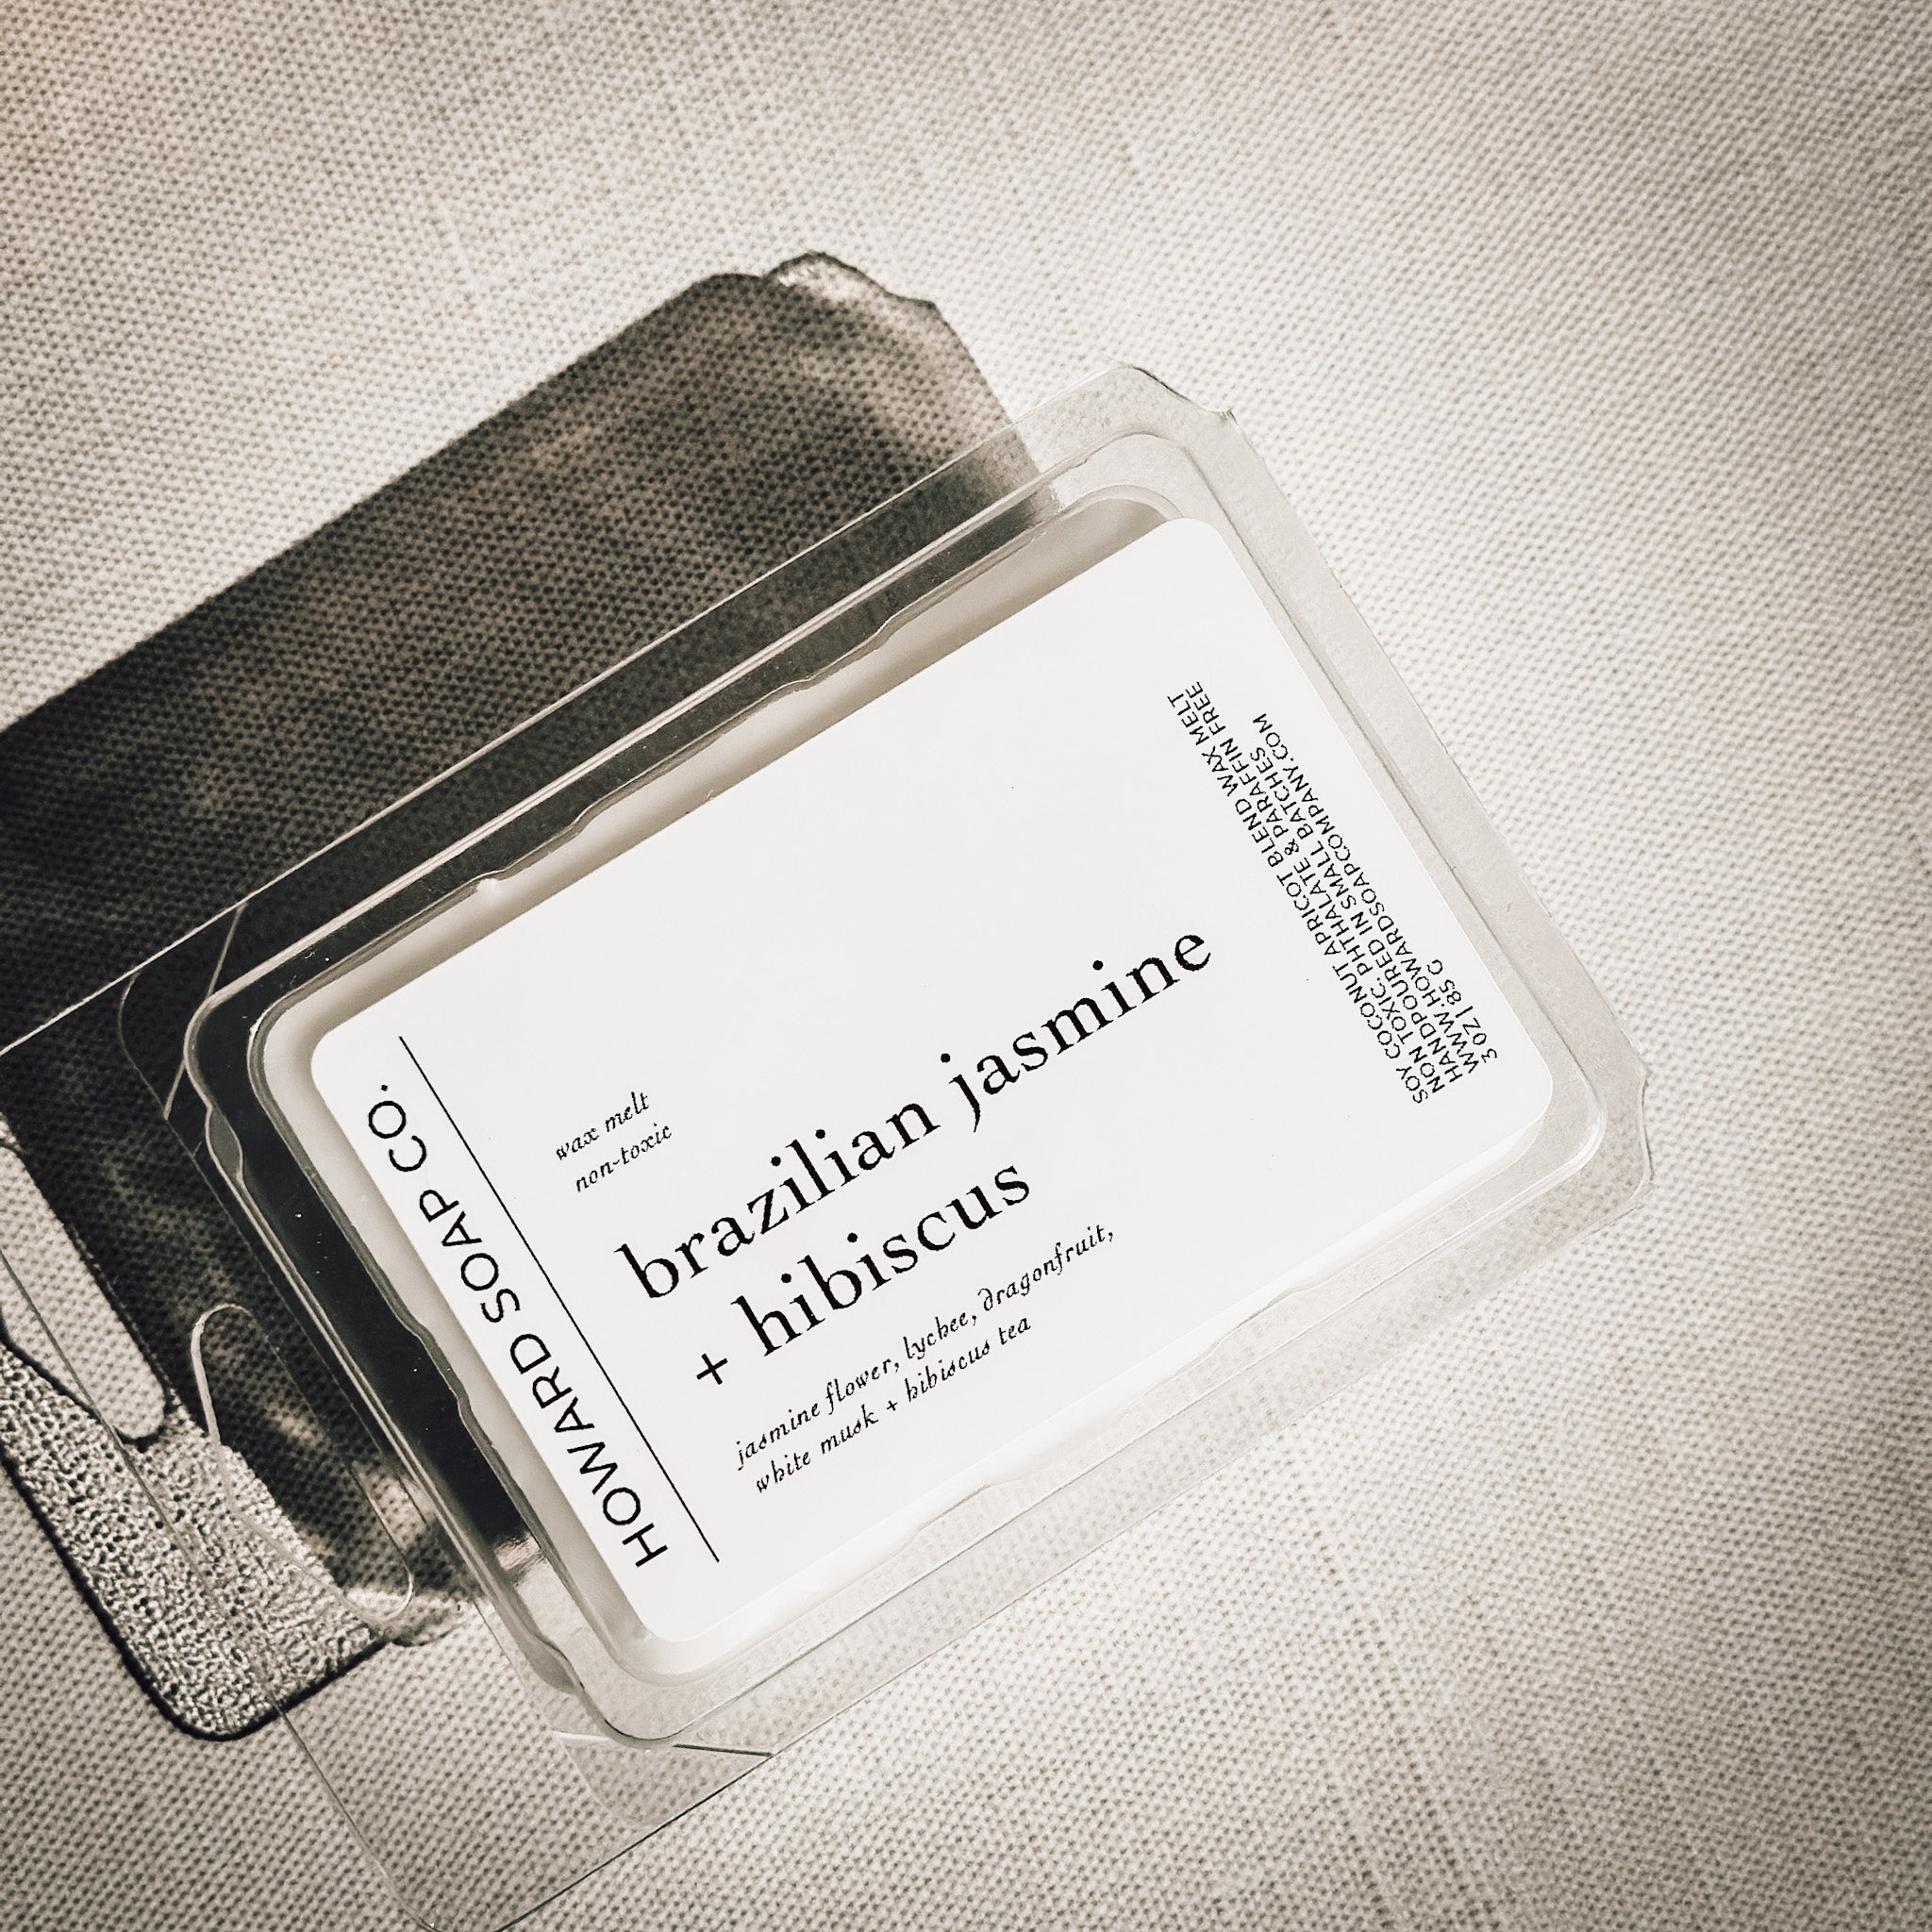 HOWARD SOAP CO.
wax melt
non-toxic
brazilian jasmine
+ hibiscus
jasmine flower, lychee, dragonfruit,
white musk + hibiscus tea
SOY COCONUT APRICOT BLEND WAX MELT
NON TOXIC. PHTHALATE & PARAFFIN FREE
HANDPOURED IN SMALL BATCHES
WWW.HOWARDSOAPCOMPANY.COM
3 OZ | 85 G